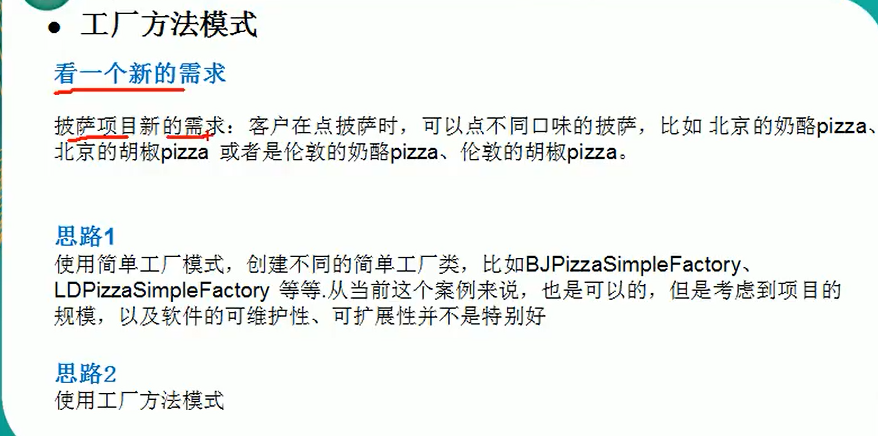 工厂方法模式
看一个新的需求
披萨项目新的需求：客户在点披萨时，可以点不同口味的披萨，比如 北京的奶酪pizza、
北京的胡椒pizza 或者是伦敦的奶酪pizza、伦敦的胡椒pizza。
思路1
使用简单工厂模式，创建不同的简单工厂类，比如BJPizzaSimpleFactory、
LDPizzaSimpleFactory 等等.从当前这个案例来说，也是可以的，但是考虑到项目的
规模，以及软件的可维护性、可扩展性并不是特别好
思路2
使用工厂方法模式